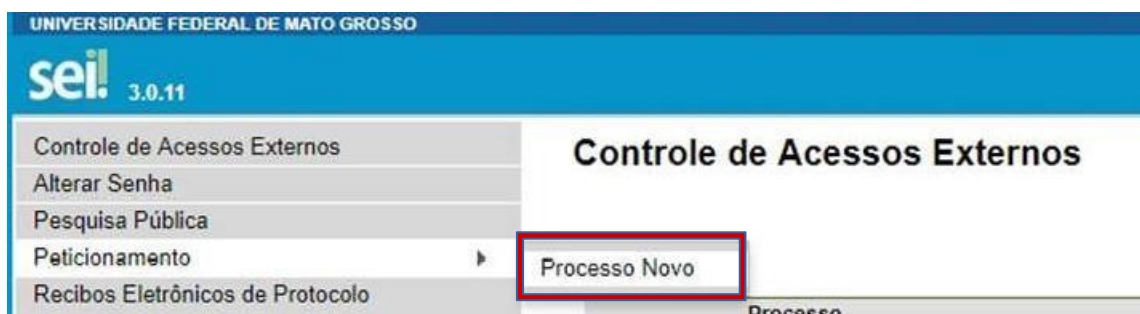 UNIVERSIDADE FEDERAL DE MATO GROSSO
sei! 3.0.11
Controle de Acessos Externos
Alterar Senha
Pesquisa Pública
Peticionamento
Recibos Eletrônicos de Protocolo
Controle de Acessos Externos
Processo Novo
Processo